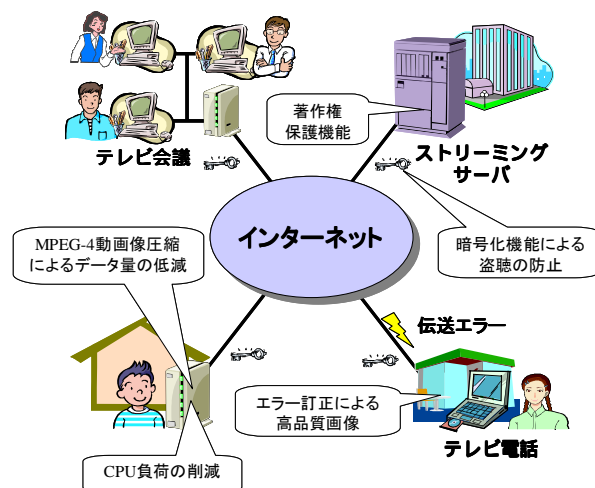 著作権
保護機能
テレビ会議
ストリーミング
サーバ
インターネット
MPEG-4動画像圧縮
によるデータ量の低減
暗号化機能による
盗聴の防止
伝送エラー
エラー訂正による
高品質画像
テレビ電話
CPU負荷の削減